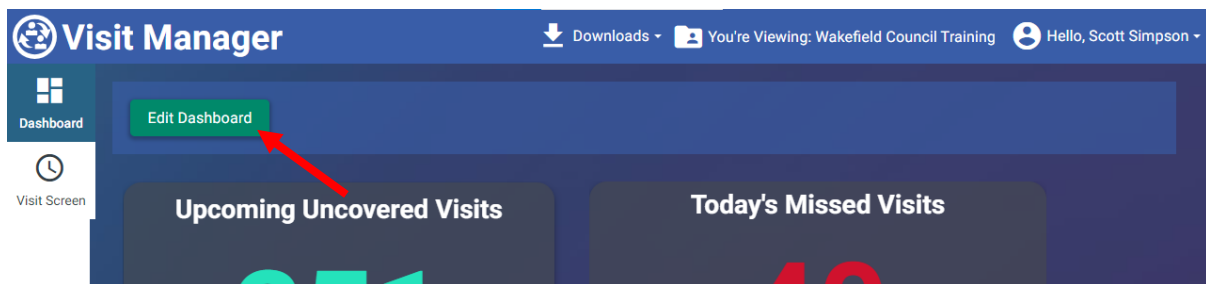 Visit Manager
Downloads
You're Viewing: Wakefield Council Training
Hello, Scott Simpson
Dashboard
Edit Dashboard
Visit Screen
Upcoming Uncovered Visits
Today's Missed Visits